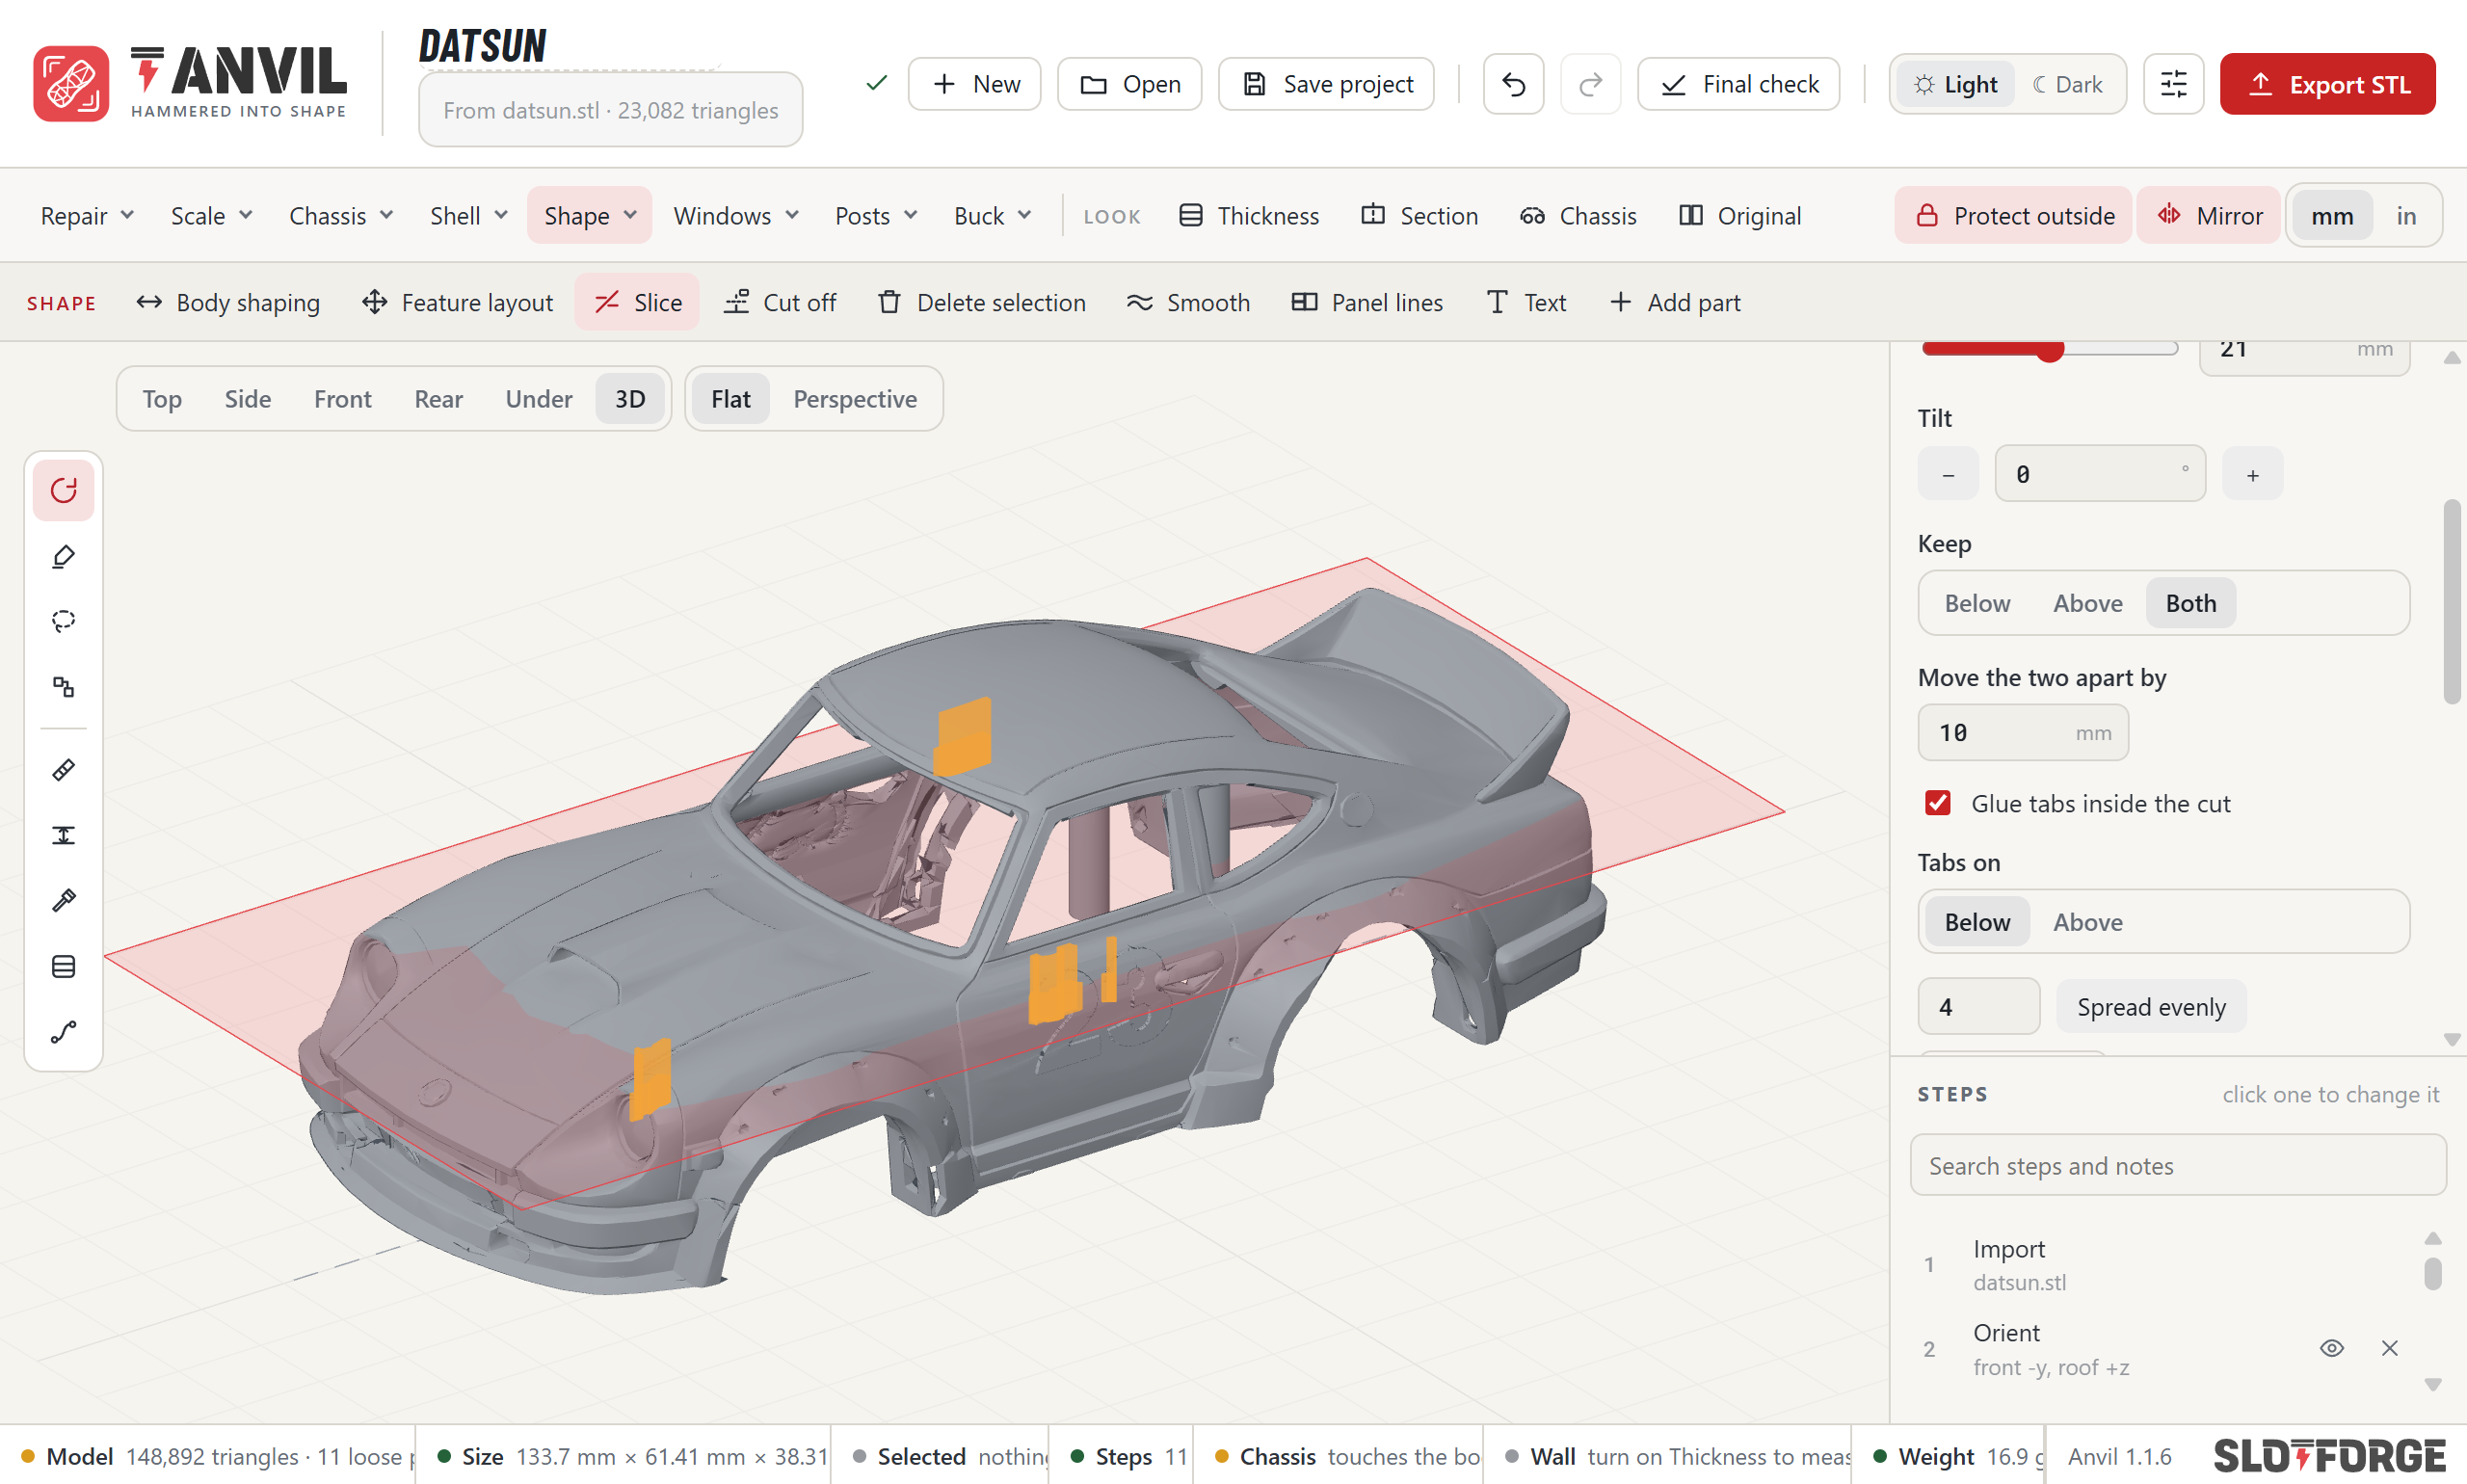 ANVIL
HAMMERED INTO SHAPE
DATSUN
From datsun.stl · 23,082 triangles
New
Open
Save project
Final check
Light
Dark
Export STL
Repair
Scale
Chassis
Shell
Shape
Windows
Posts
Buck
LOOK
Thickness
Section
Chassis
Original
Protect outside
Mirror
mm
in
SHAPE
Body shaping
Feature layout
Slice
Cut off
Delete selection
Smooth
Panel lines
Text
Add part
Top
Side
Front
Rear
Under
3D
Flat
Perspective
21 mm
Tilt
− 0 ° +
Keep
Below
Above
Both
Move the two apart by
10 mm
Glue tabs inside the cut
Tabs on
Below
Above
4
Spread evenly
23
STEPS
click one to change it
Search steps and notes
1
Import
datsun.stl
2
Orient
front -y, roof +z
Model 148,892 triangles · 11 loose
Size 133.7 mm × 61.41 mm × 38.31
Selected nothing
Steps 11
Chassis touches the bo
Wall turn on Thickness to meas
Weight 16.9 g
Anvil 1.1.6
SLOTFORGE